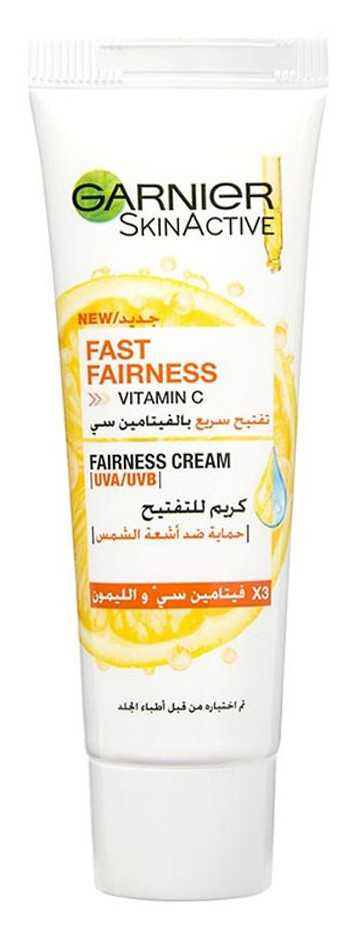 GARNIER
SKINACTIVE
NEW/جديد
FAST
FAIRNESS
VITAMIN C
تفتيح سريع بالفيتامين سي
FAIRNESS CREAM
|UVA/UVB|
كريم للتفتيح
|حماية ضد أشعة الشمس|
X3 فيتامين سي* و الليمون
تم اختباره من قبل أطباء الجلد